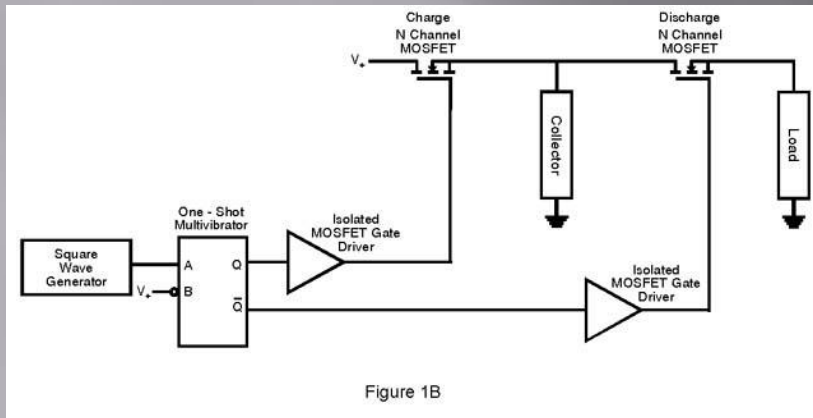 Charge
N Channel
MOSFET
Discharge
N Channel
MOSFET
V+
Collector
Load
One - Shot
Multivibrator
Isolated
MOSFET Gate
Driver
Square
Wave
Generator
A
Q
V+
B
Q̅
Isolated
MOSFET Gate
Driver
Figure 1B